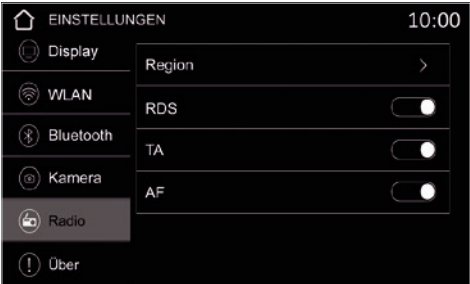 EINSTELLUNGEN 10:00
Display
WLAN
Bluetooth
Kamera
Radio
Über
Region
RDS
TA
AF